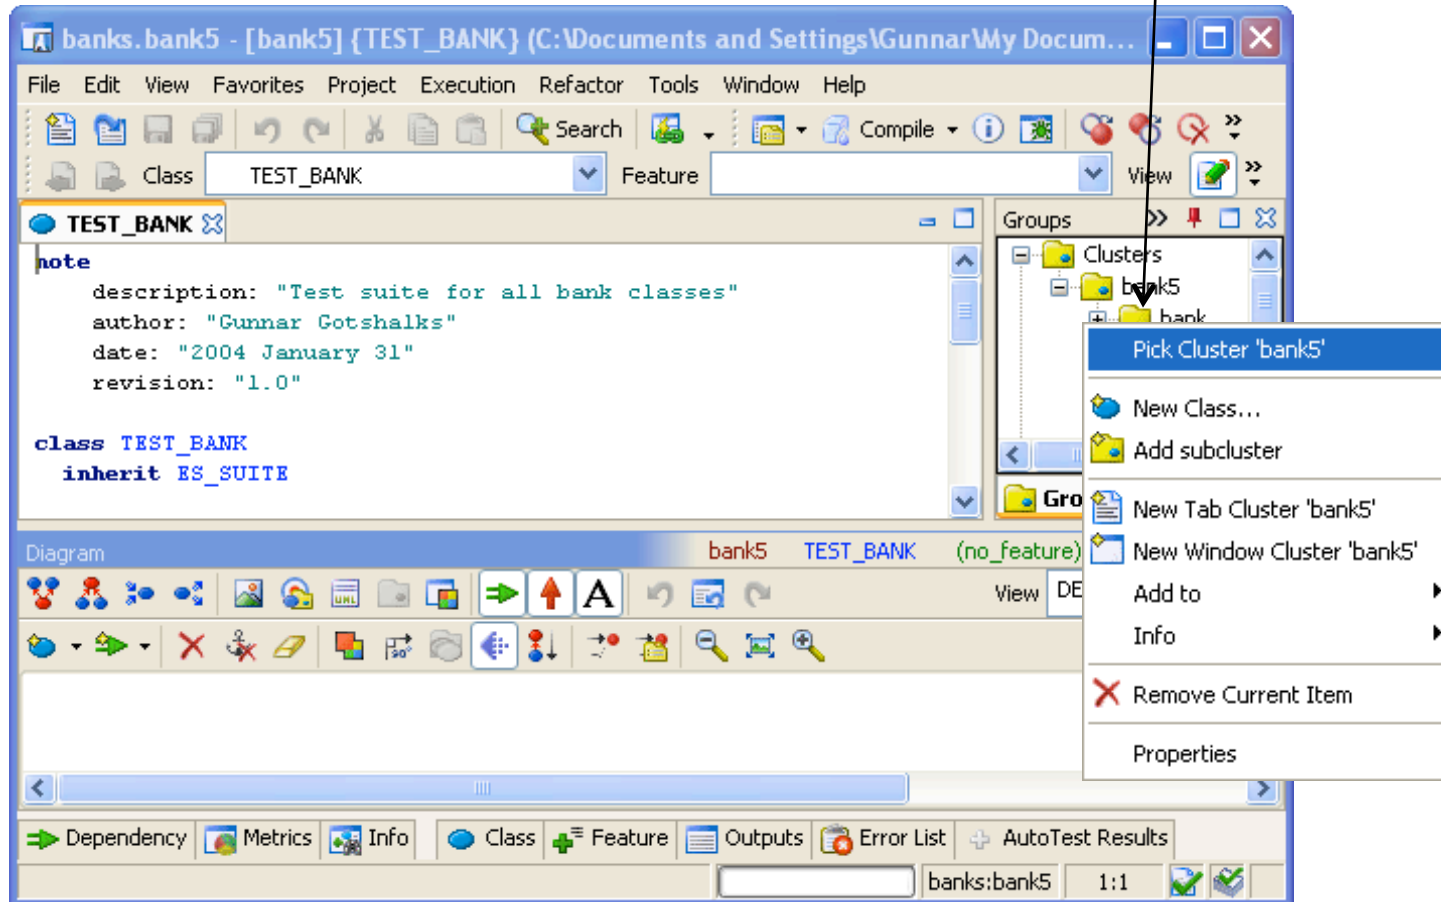 banks.bank5 - [bank5] {TEST_BANK} (C:\Documents and Settings\Gunnar\My Docum...
File Edit View Favorites Project Execution Refactor Tools Window Help
Search Compile
Class TEST_BANK Feature View
TEST_BANK
Groups
note
description: "Test suite for all bank classes"
author: "Gunnar Gotshalks"
date: "2004 January 31"
revision: "1.0"
class TEST_BANK
inherit ES_SUITE
Clusters
bank5
bank
Gro
Pick Cluster 'bank5'
New Class...
Add subcluster
New Tab Cluster 'bank5'
New Window Cluster 'bank5'
Add to
Info
Remove Current Item
Properties
Diagram bank5 TEST_BANK (no_feature)
UML A View DE
90°
Dependency Metrics Info Class Feature Outputs Error List AutoTest Results
banks:bank5 1:1